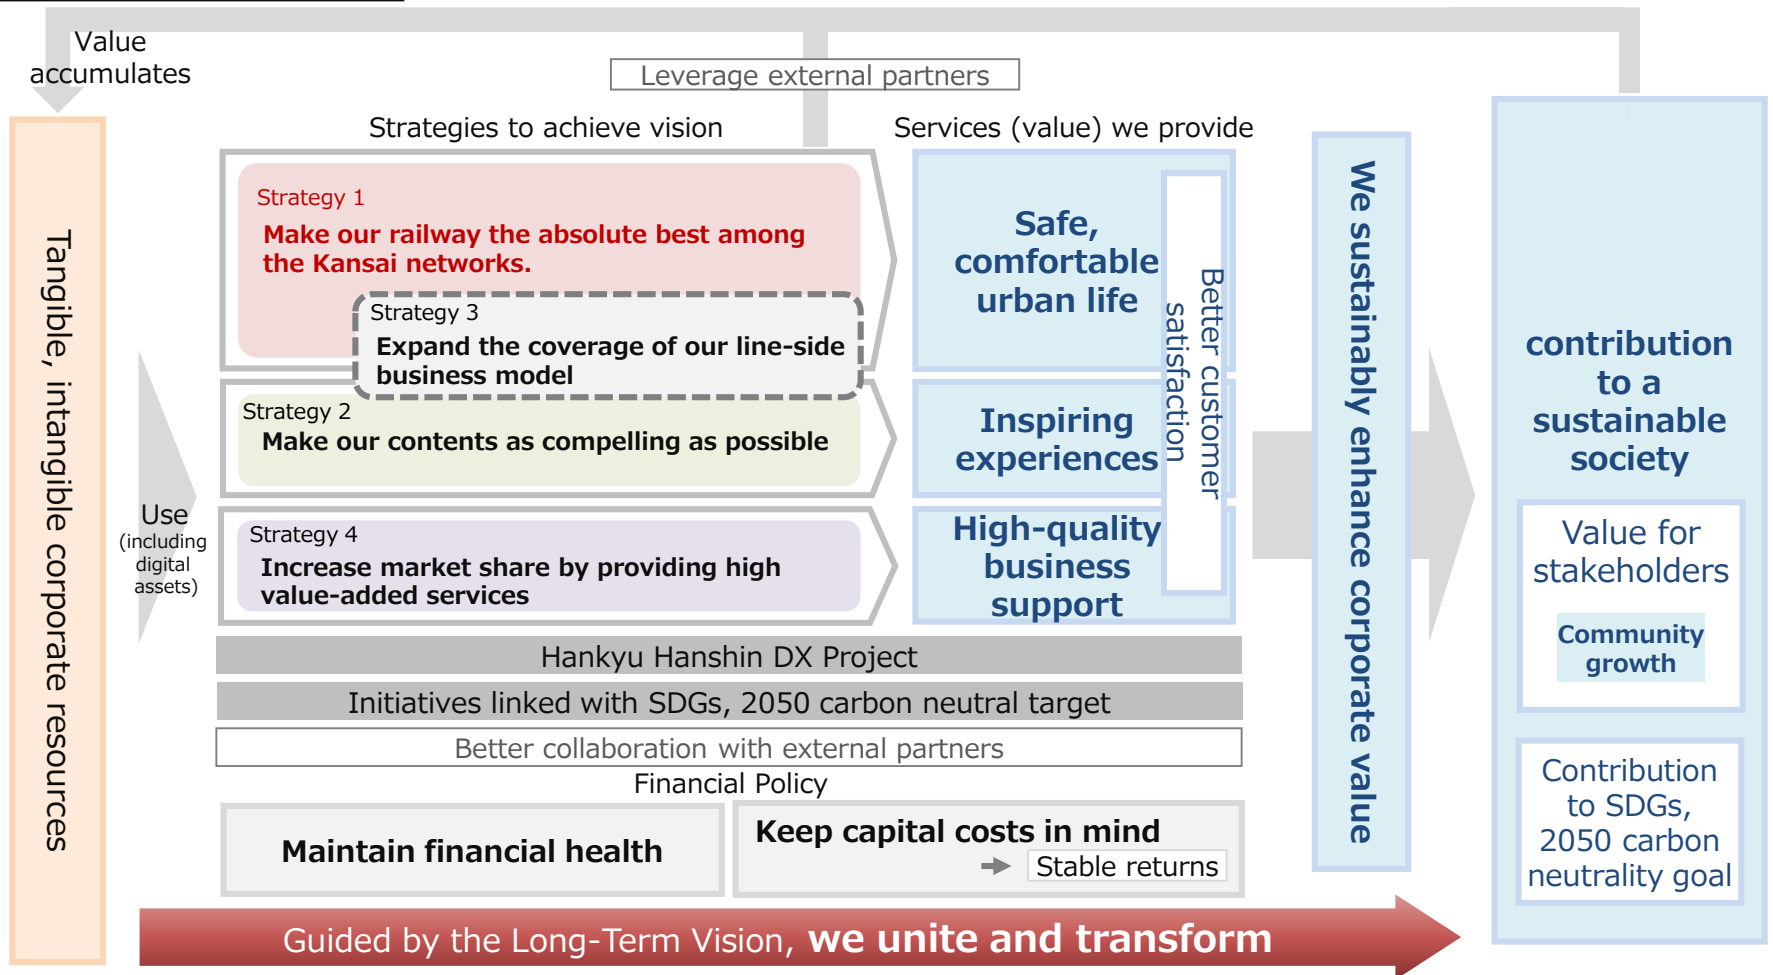 Value
accumulates
Leverage external partners
Strategies to achieve vision
Services (value) we provide
Tangible, intangible corporate resources
Use
(including
digital
assets)
Strategy 1
Make our railway the absolute best among
the Kansai networks.
Strategy 3
Expand the coverage of our line-side
business model
Strategy 2
Make our contents as compelling as possible
Strategy 4
Increase market share by providing high
value-added services
Safe,
comfortable
urban life
Inspiring
experiences
High-quality
business
support
Better customer
satisfaction
We sustainably enhance corporate value
contribution
to a
sustainable
society
Value for
stakeholders
Community
growth
Contribution
to SDGs,
2050 carbon
neutrality goal
Hankyu Hanshin DX Project
Initiatives linked with SDGs, 2050 carbon neutral target
Better collaboration with external partners
Financial Policy
Maintain financial health
Keep capital costs in mind
Stable returns
Guided by the Long-Term Vision, we unite and transform